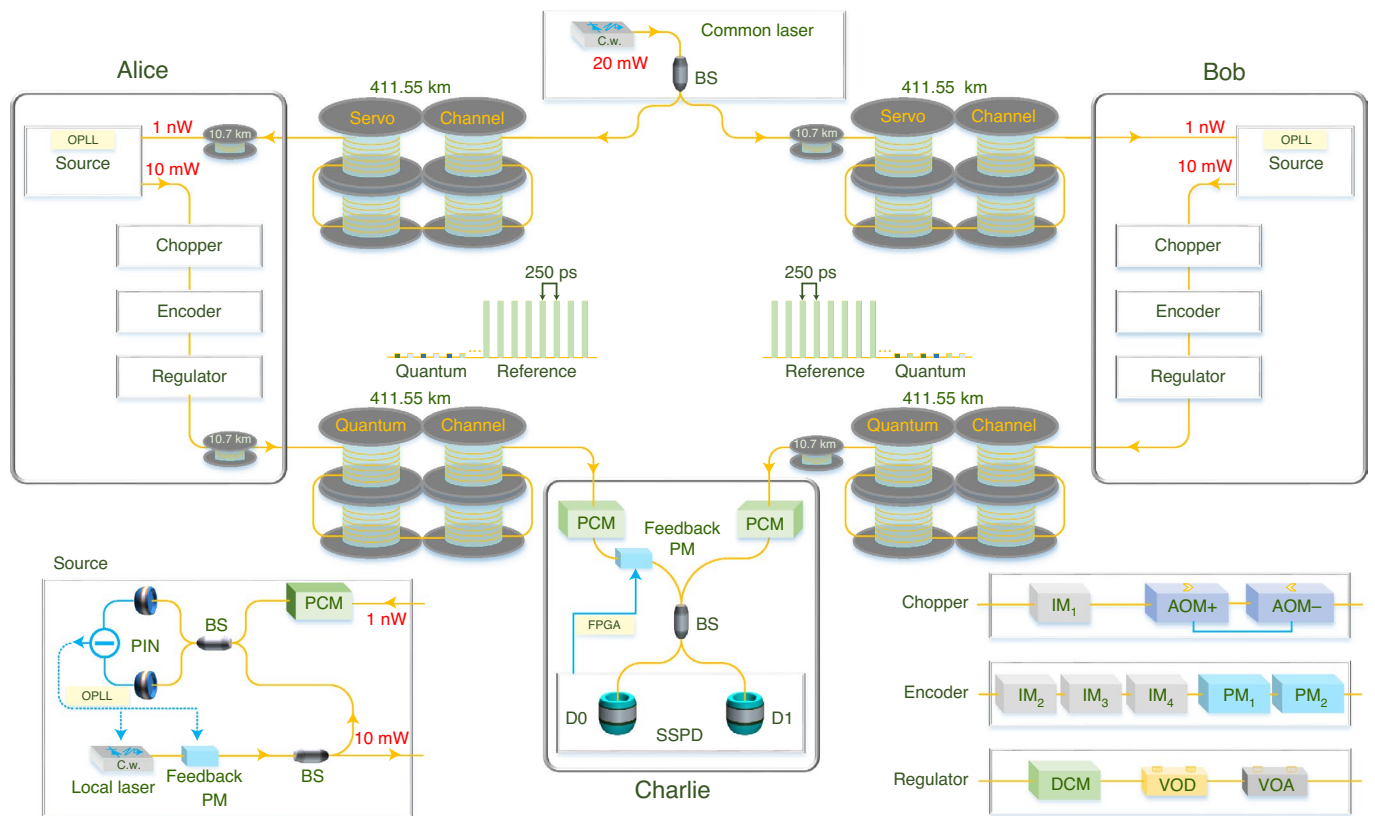 Common laser
C.w.
20 mW
BS
Alice
Bob
411.55 km
411.55 km
Servo Channel
Servo Channel
10.7 km
10.7 km
1 nW
1 nW
OPLL
Source
10 mW
OPLL
Source
10 mW
Chopper
Encoder
Regulator
Chopper
Encoder
Regulator
250 ps
250 ps
Quantum
Reference
Reference
Quantum
411.55 km
411.55 km
Quantum Channel
Quantum Channel
10.7 km
10.7 km
PCM
PCM
Feedback
PM
FPGA
BS
D0
D1
SSPD
Charlie
Source
PCM
1 nW
BS
PIN
OPLL
10 mW
C.w.
Local laser
Feedback
PM
BS
Chopper
IM1
AOM+
AOM–
Encoder
IM2
IM3
IM4
PM1
PM2
Regulator
DCM
VOD
VOA